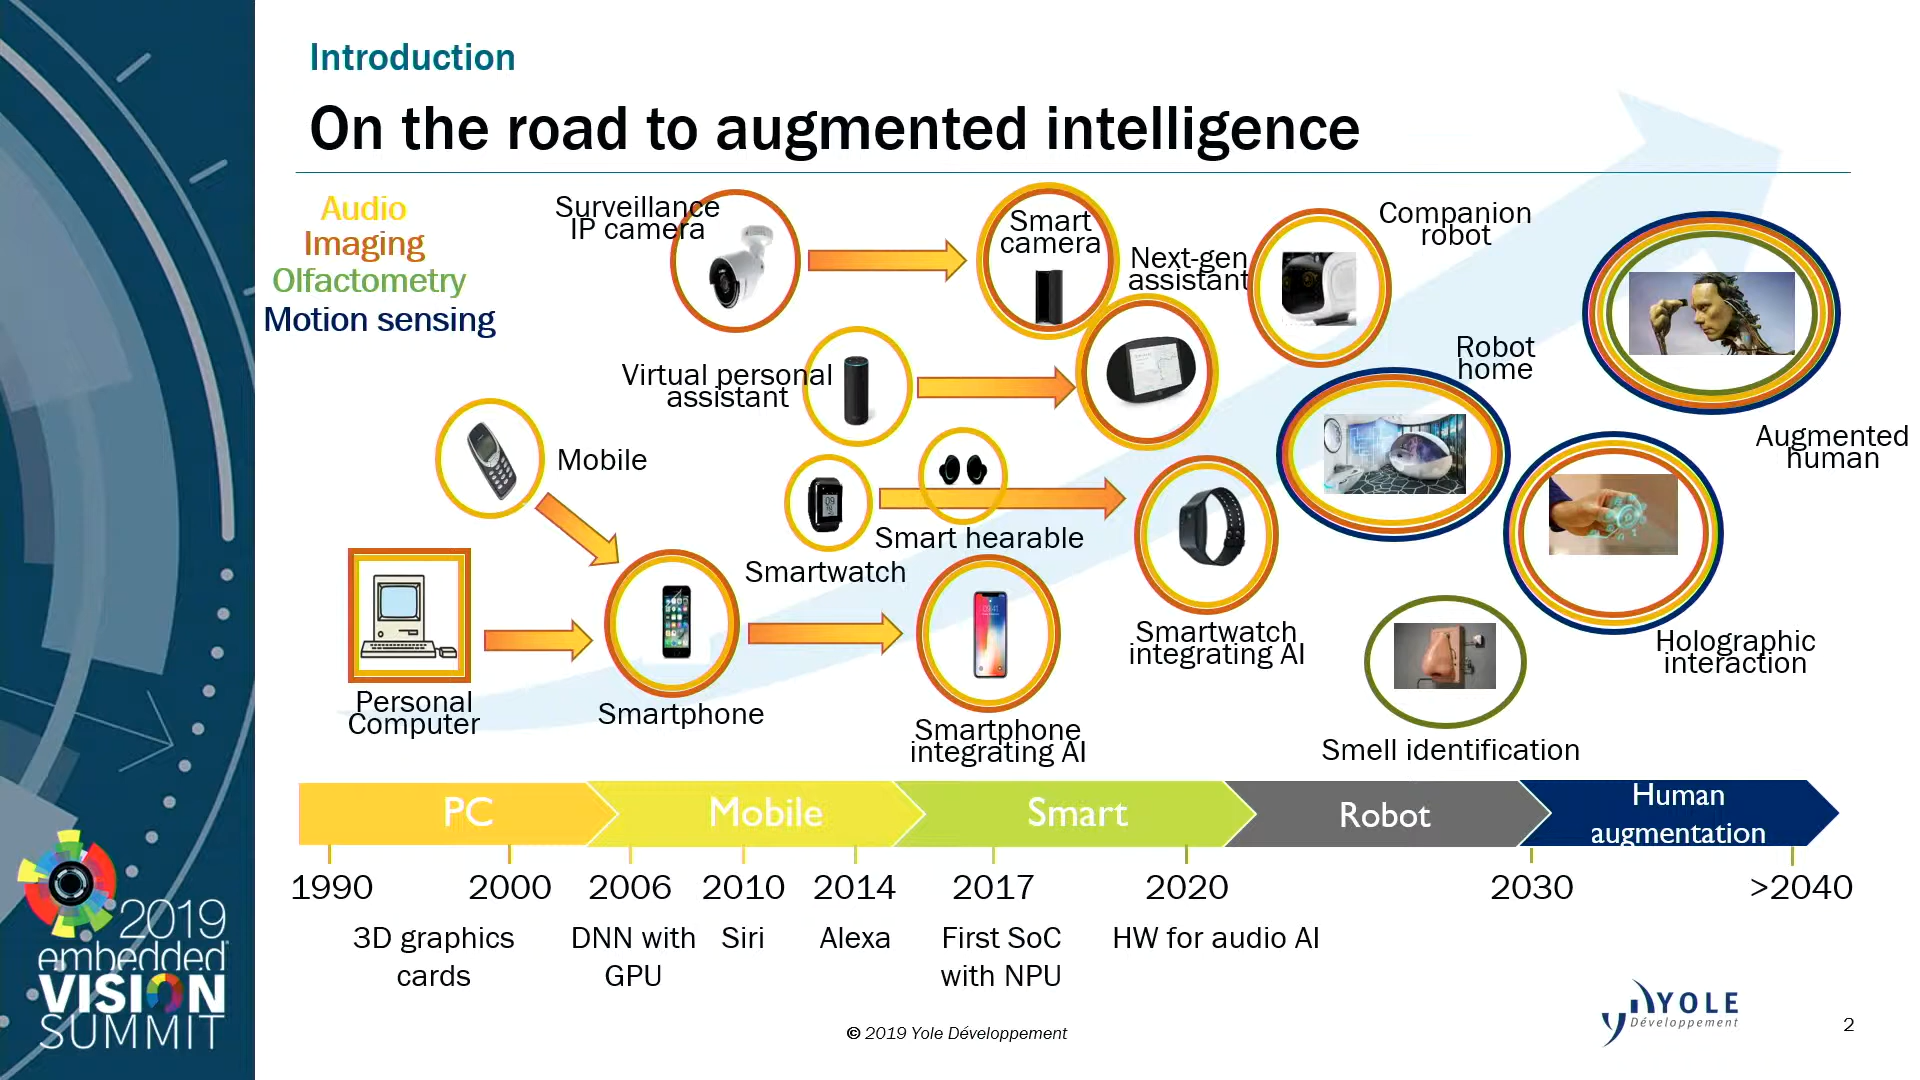 Introduction
On the road to augmented intelligence
Audio
Imaging
Olfactometry
Motion sensing
Surveillance
IP camera
Smart
camera
Next-gen
assistant
Companion
robot
Virtual personal
assistant
Robot
home
Mobile
Augmented
human
Smart hearable
Smartwatch
Smartwatch
integrating AI
Holographic
interaction
Personal
Computer
Smartphone
Smartphone
integrating AI
Smell identification
PC
Mobile
Smart
Robot
Human
augmentation
1990
2000
2006
2010
2014
2017
2020
2030
>2040
3D graphics
cards
DNN with
GPU
Siri
Alexa
First SoC
with NPU
HW for audio AI
2019
embedded
VISION
SUMMIT
© 2019 Yole Développement
YOLE
Développement
2